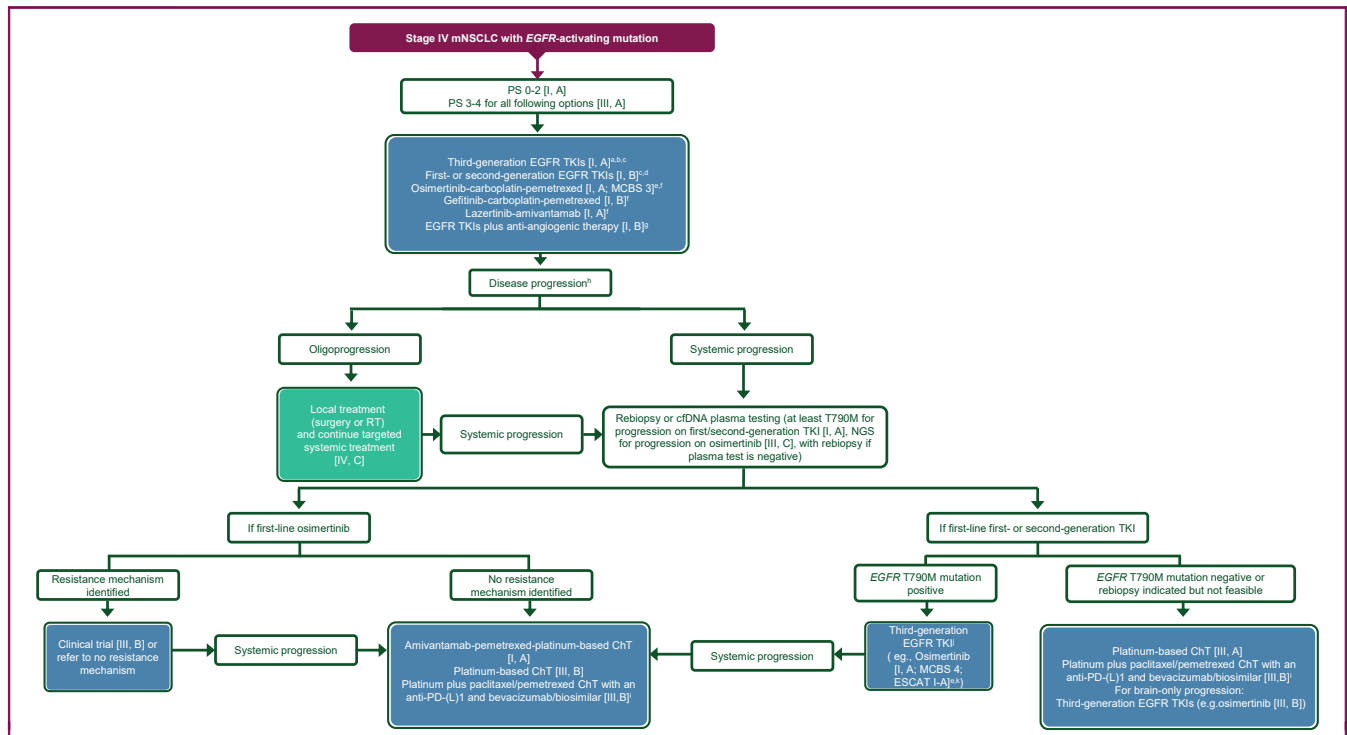 Stage IV mNSCLC with EGFR-activating mutation
PS 0-2 [I, A]
PS 3-4 for all following options [III, A]
Third-generation EGFR TKIs [I, A]a,b,c
First- or second-generation EGFR TKIs [I, B]c,d
Osimertinib-carboplatin-pemetrexed [I, A; MCBS 3]e,f
Gefitinib-carboplatin-pemetrexed [I, B]f
Lazertinib-amivantamab [I, A]f
EGFR TKIs plus anti-angiogenic therapy [I, B]g
Disease progressionh
Oligoprogression
Systemic progression
Local treatment
(surgery or RT)
and continue targeted
systemic treatment
[IV, C]
Systemic progression
Rebiopsy or cfDNA plasma testing (at least T790M for
progression on first/second-generation TKI [I, A], NGS
for progression on osimertinib [III, C], with rebiopsy if
plasma test is negative)
If first-line osimertinib
If first-line first- or second-generation TKI
Resistance mechanism
identified
No resistance
mechanism identified
EGFR T790M mutation
positive
EGFR T790M mutation negative or
rebiopsy indicated but not feasible
Clinical trial [III, B] or
refer to no resistance
mechanism
Systemic progression
Amivantamab-pemetrexed-platinum-based ChT
[I, A]
Platinum-based ChT [III, B]
Platinum plus paclitaxel/pemetrexed ChT with an
anti-PD-(L)1 and bevacizumab/biosimilar [III,B]i
Systemic progression
Third-generation
EGFR TKIj
( eg., Osimertinib
[I, A; MCBS 4;
ESCAT I-A]e,k)
Platinum-based ChT [III, A]
Platinum plus paclitaxel/pemetrexed ChT with an
anti-PD-(L)1 and bevacizumab/biosimilar [III,B]i
For brain-only progression:
Third-generation EGFR TKIs (e.g.osimertinib [III, B])